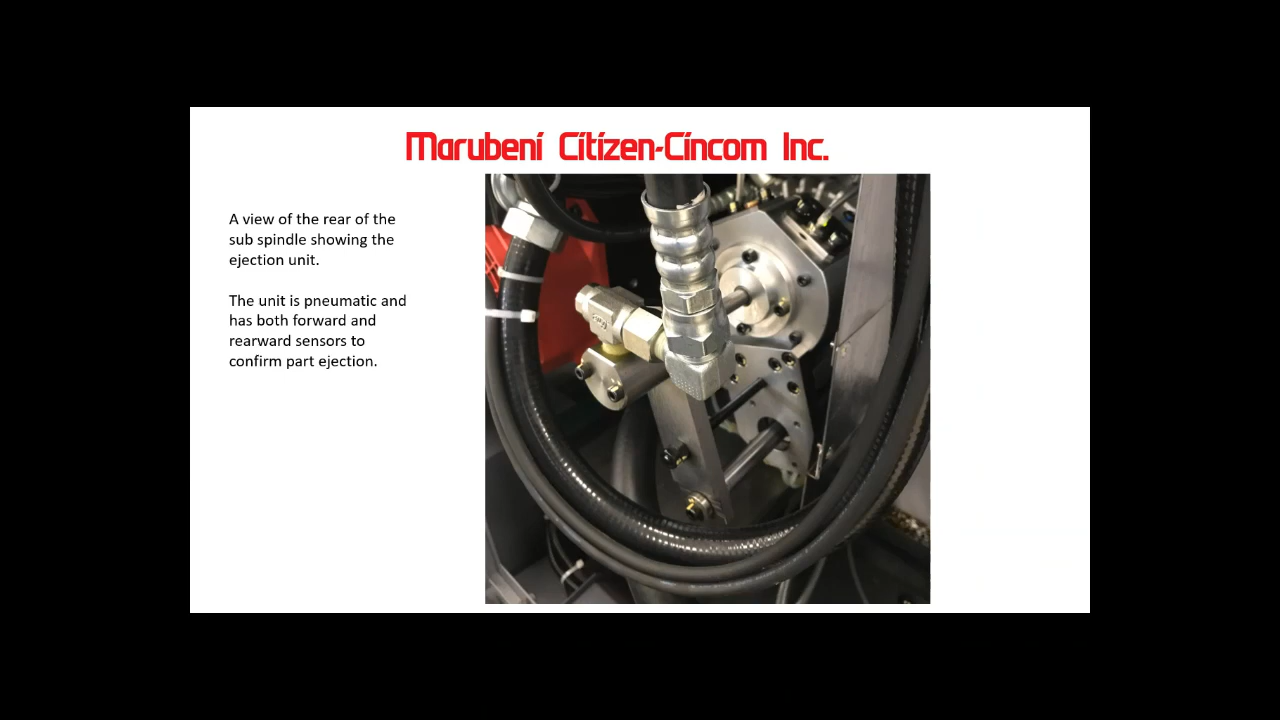 Marubeni Citizen-Cincom Inc.
A view of the rear of the
sub spindle showing the
ejection unit.
The unit is pneumatic and
has both forward and
rearward sensors to
confirm part ejection.